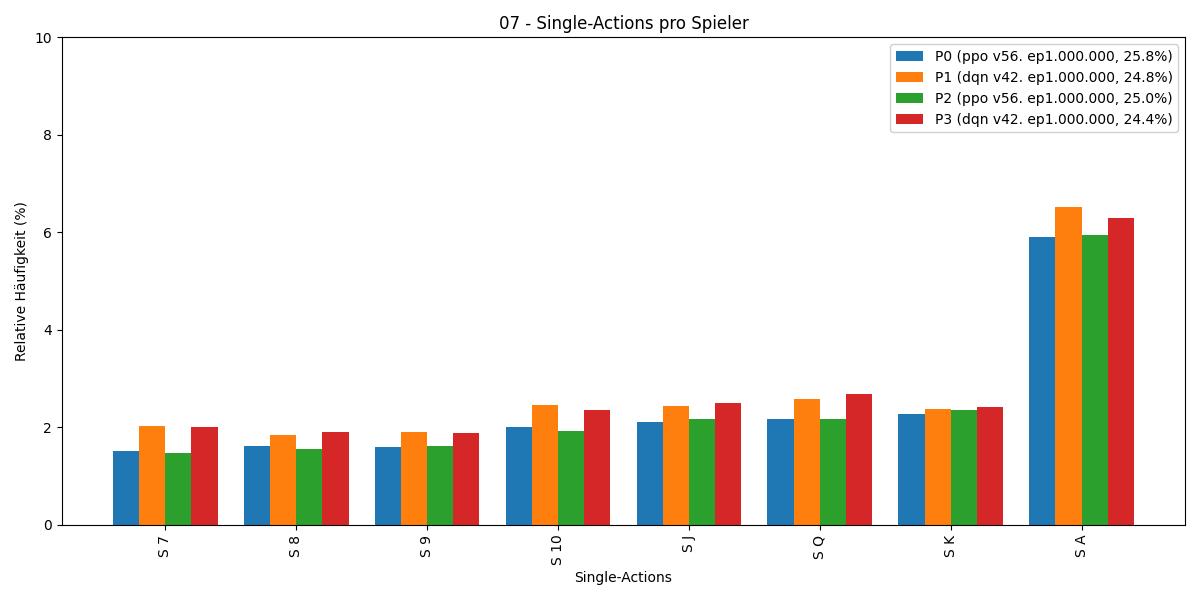 07 - Single-Actions pro Spieler
P0 (ppo v56. ep1.000.000, 25.8%)
P1 (dqn v42. ep1.000.000, 24.8%)
P2 (ppo v56. ep1.000.000, 25.0%)
P3 (dqn v42. ep1.000.000, 24.4%)
Relative Häufigkeit (%)
10
8
6
4
2
0
S 7
S 8
S 9
S 10
S J
S Q
S K
S A
Single-Actions